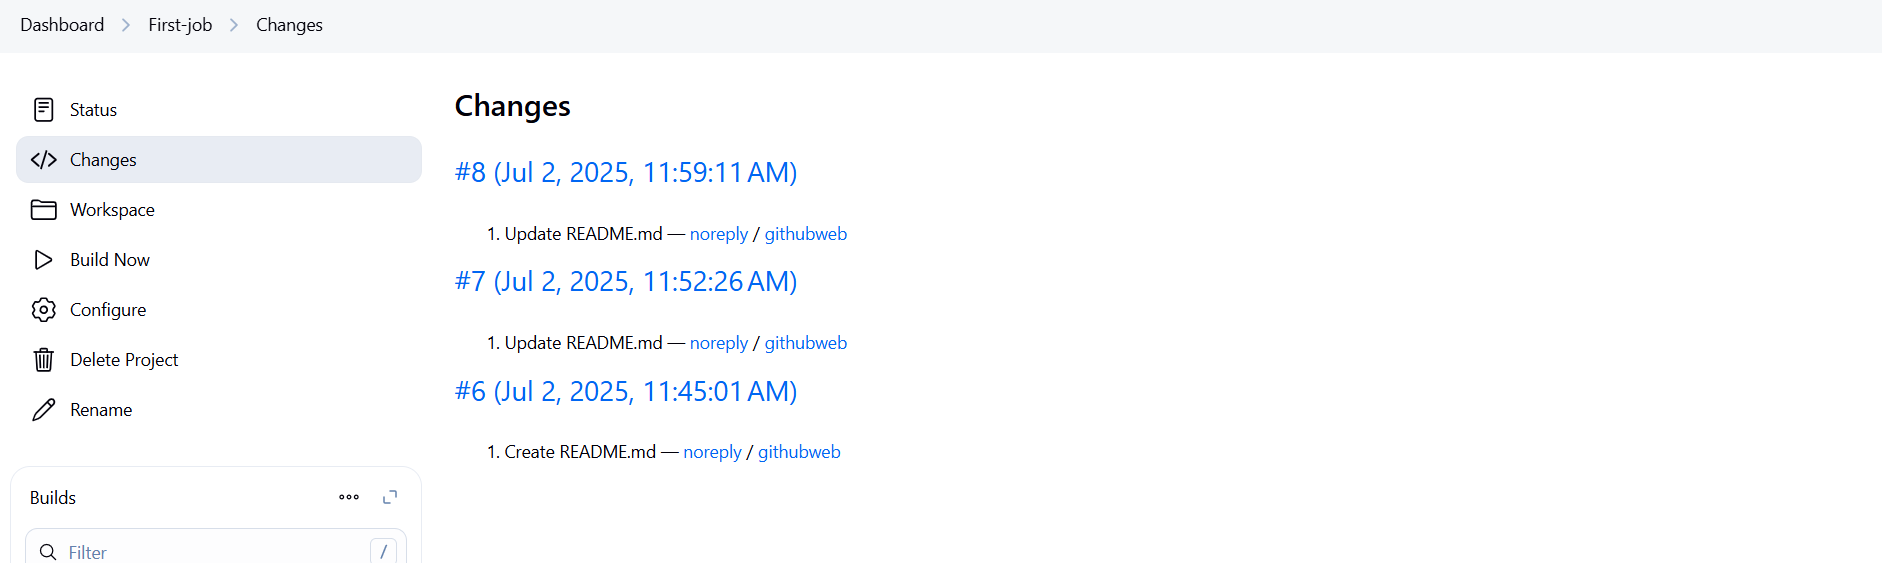 Dashboard > First-job > Changes
Status
Changes
Workspace
Build Now
Configure
Delete Project
Rename
Builds
Filter /
Changes
#8 (Jul 2, 2025, 11:59:11 AM)
1. Update README.md — noreply / githubweb
#7 (Jul 2, 2025, 11:52:26 AM)
1. Update README.md — noreply / githubweb
#6 (Jul 2, 2025, 11:45:01 AM)
1. Create README.md — noreply / githubweb